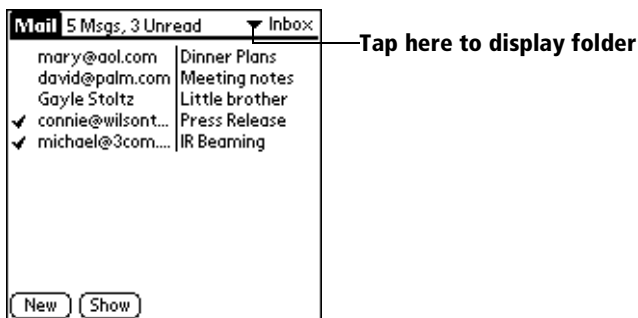 Mail 5 Msgs, 3 Unread Inbox
Tap here to display folder
mary@aol.com Dinner Plans
david@palm.com Meeting notes
Gayle Stoltz Little brother
connie@wilsont... Press Release
michael@3com.... IR Beaming
New Show